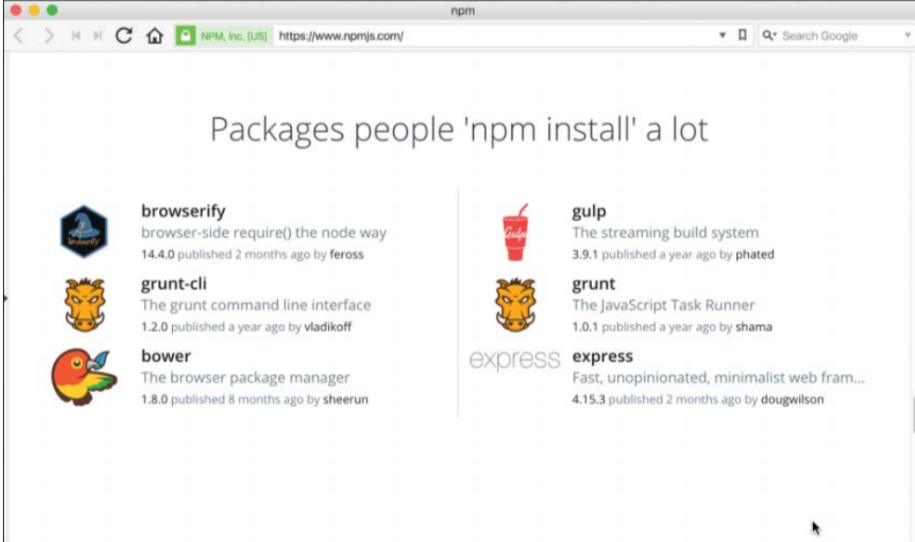 npm
NPM, Inc. [US] https://www.npmjs.com/ Search Google
Packages people 'npm install' a lot
browserify
browser-side require() the node way
14.4.0 published 2 months ago by feross
grunt-cli
The grunt command line interface
1.2.0 published a year ago by vladikoff
bower
The browser package manager
1.8.0 published 8 months ago by sheerun
Gulp
gulp
The streaming build system
3.9.1 published a year ago by phated
grunt
The JavaScript Task Runner
1.0.1 published a year ago by shama
express
express
Fast, unopinionated, minimalist web fram...
4.15.3 published 2 months ago by dougwilson